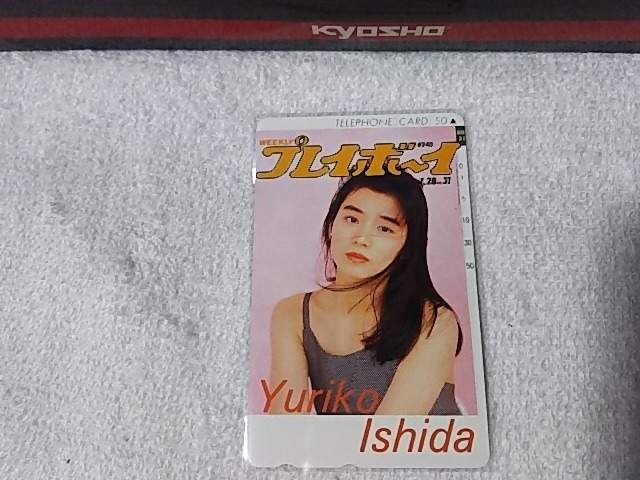 KYOSHO
TELEPHONE CARD 50
WEEKLY
プレイボーイ
¥240
0
1
5
10
30
50
Yuriko
Ishida